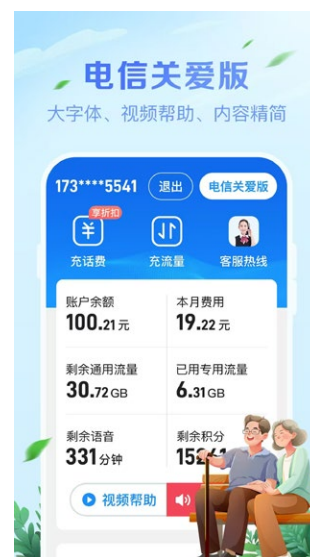 电信关爱版
大字体、视频帮助、内容精简
173****5541 退出 电信关爱版
享折扣
充话费 充流量 客服热线
账户余额 本月费用
100.21元 19.22元
剩余通用流量 已用专用流量
30.72GB 6.31GB
剩余语音 剩余积分
331分钟
视频帮助